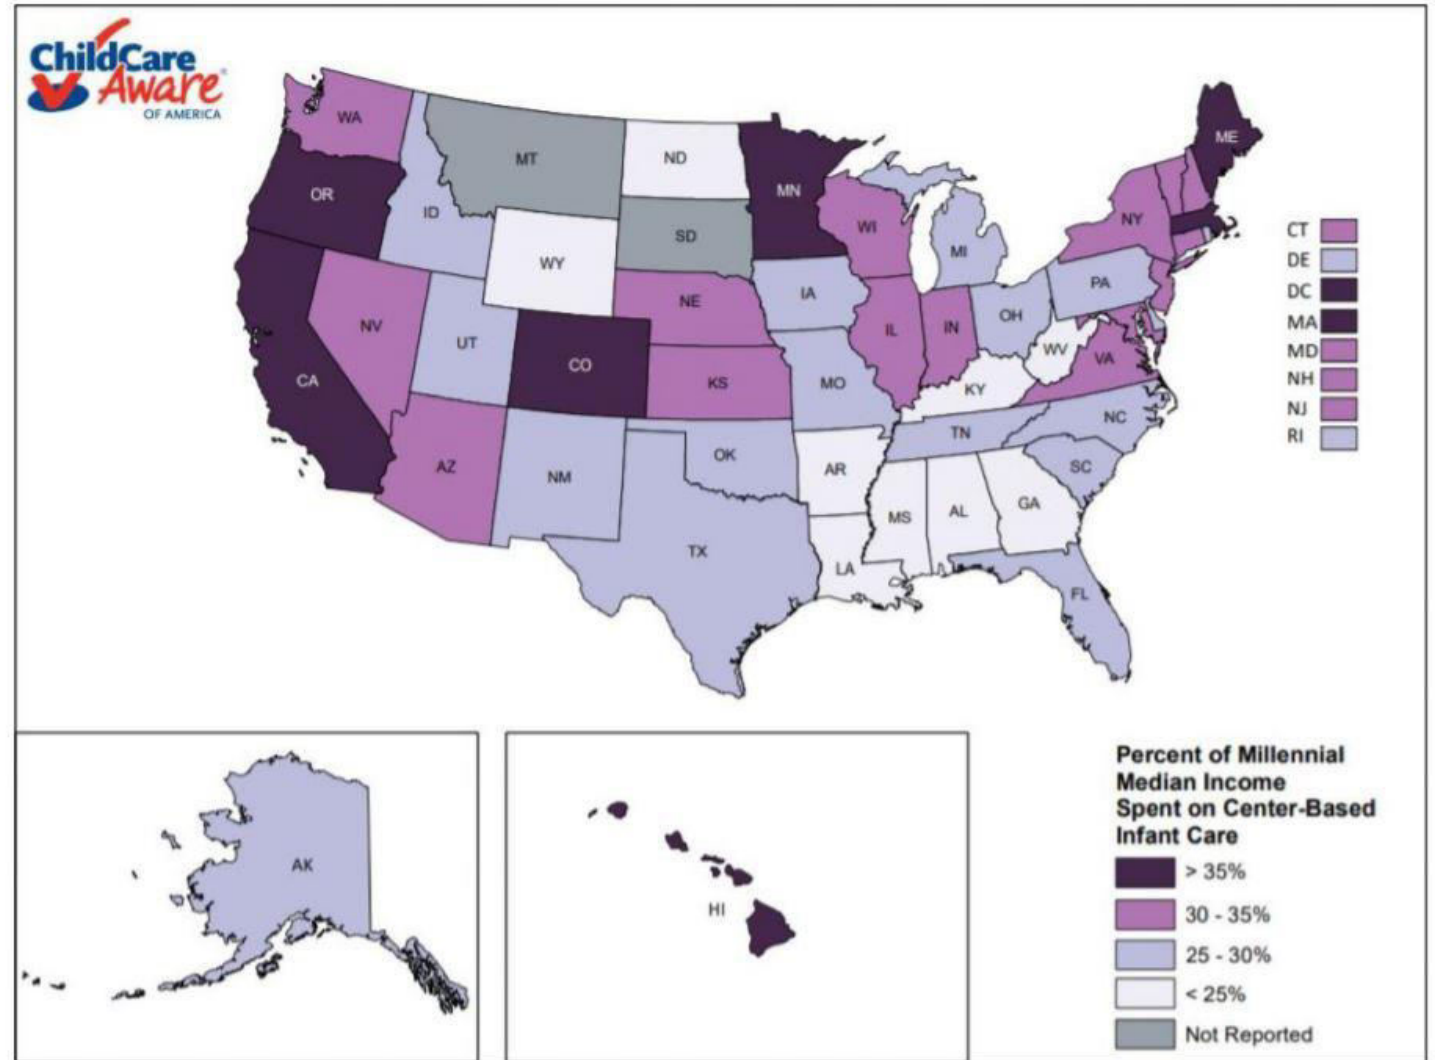 ChildCare
Aware®
OF AMERICA
WA
MT
ND
MN
ME
OR
ID
SD
WI
NY
WY
MI
CT
DE
DC
MA
MD
NH
NJ
RI
NV
UT
CO
NE
IA
IL
IN
OH
PA
WV
VA
CA
KS
MO
KY
AZ
NM
OK
AR
TN
NC
SC
MS
AL
GA
TX
LA
FL
AK
HI
Percent of Millennial
Median Income
Spent on Center-Based
Infant Care
> 35%
30 - 35%
25 - 30%
< 25%
Not Reported